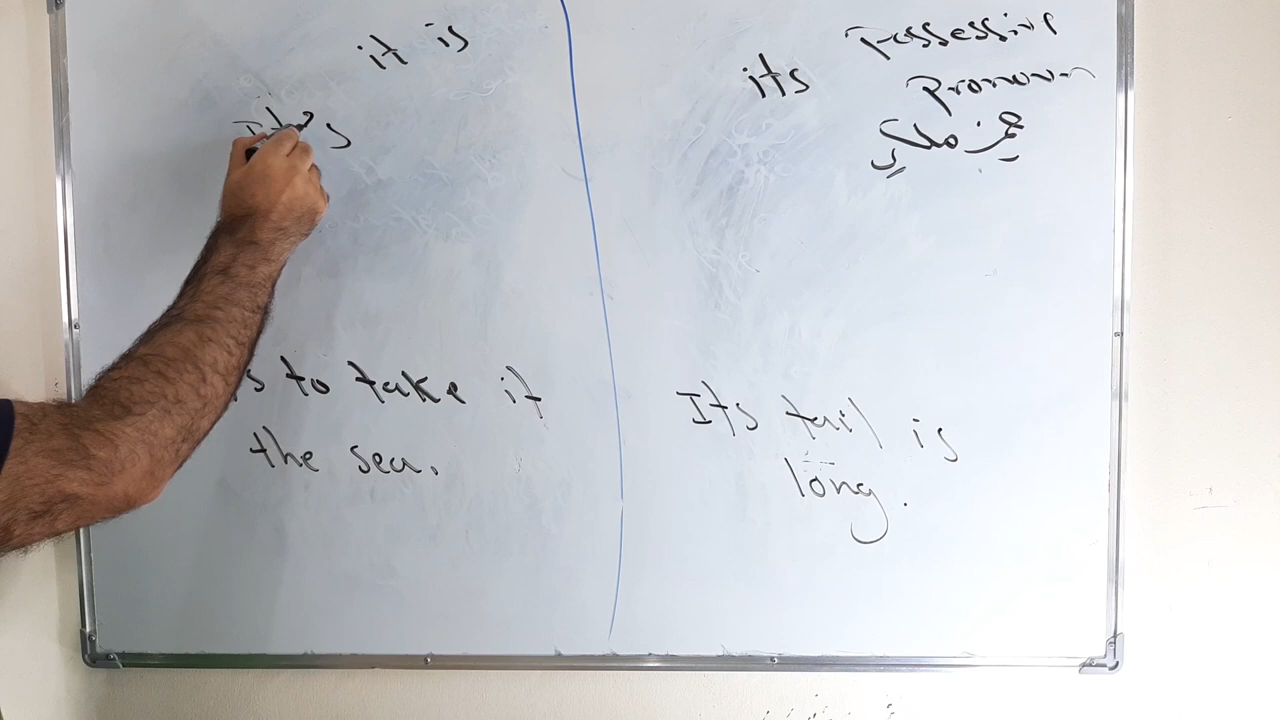 it is
its possessive
pronoun
s to take it
the sea.
Its tail is
long.